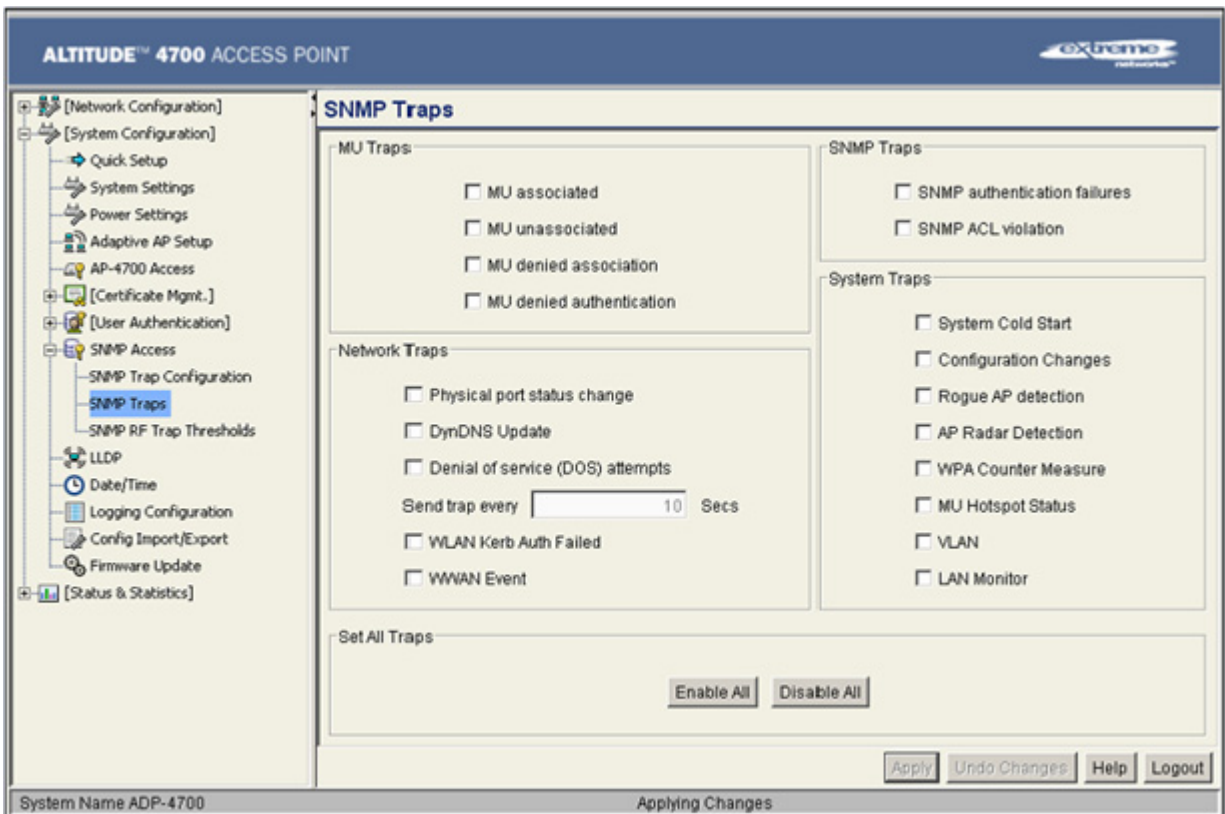 ALTITUDE™ 4700 ACCESS POINT
extreme
networks™
[Network Configuration]
[System Configuration]
Quick Setup
System Settings
Power Settings
Adaptive AP Setup
AP-4700 Access
[Certificate Mgmt.]
[User Authentication]
SNMP Access
SNMP Trap Configuration
SNMP Traps
SNMP RF Trap Thresholds
LLDP
Date/Time
Logging Configuration
Config Import/Export
Firmware Update
[Status & Statistics]
SNMP Traps
MU Traps
MU associated
MU unassociated
MU denied association
MU denied authentication
Network Traps
Physical port status change
DynDNS Update
Denial of service (DOS) attempts
Send trap every 10 Secs
WLAN Kerb Auth Failed
WWAN Event
SNMP Traps
SNMP authentication failures
SNMP ACL violation
System Traps
System Cold Start
Configuration Changes
Rogue AP detection
AP Radar Detection
WPA Counter Measure
MU Hotspot Status
VLAN
LAN Monitor
Set All Traps
Enable All Disable All
Apply Undo Changes Help Logout
System Name ADP-4700 Applying Changes